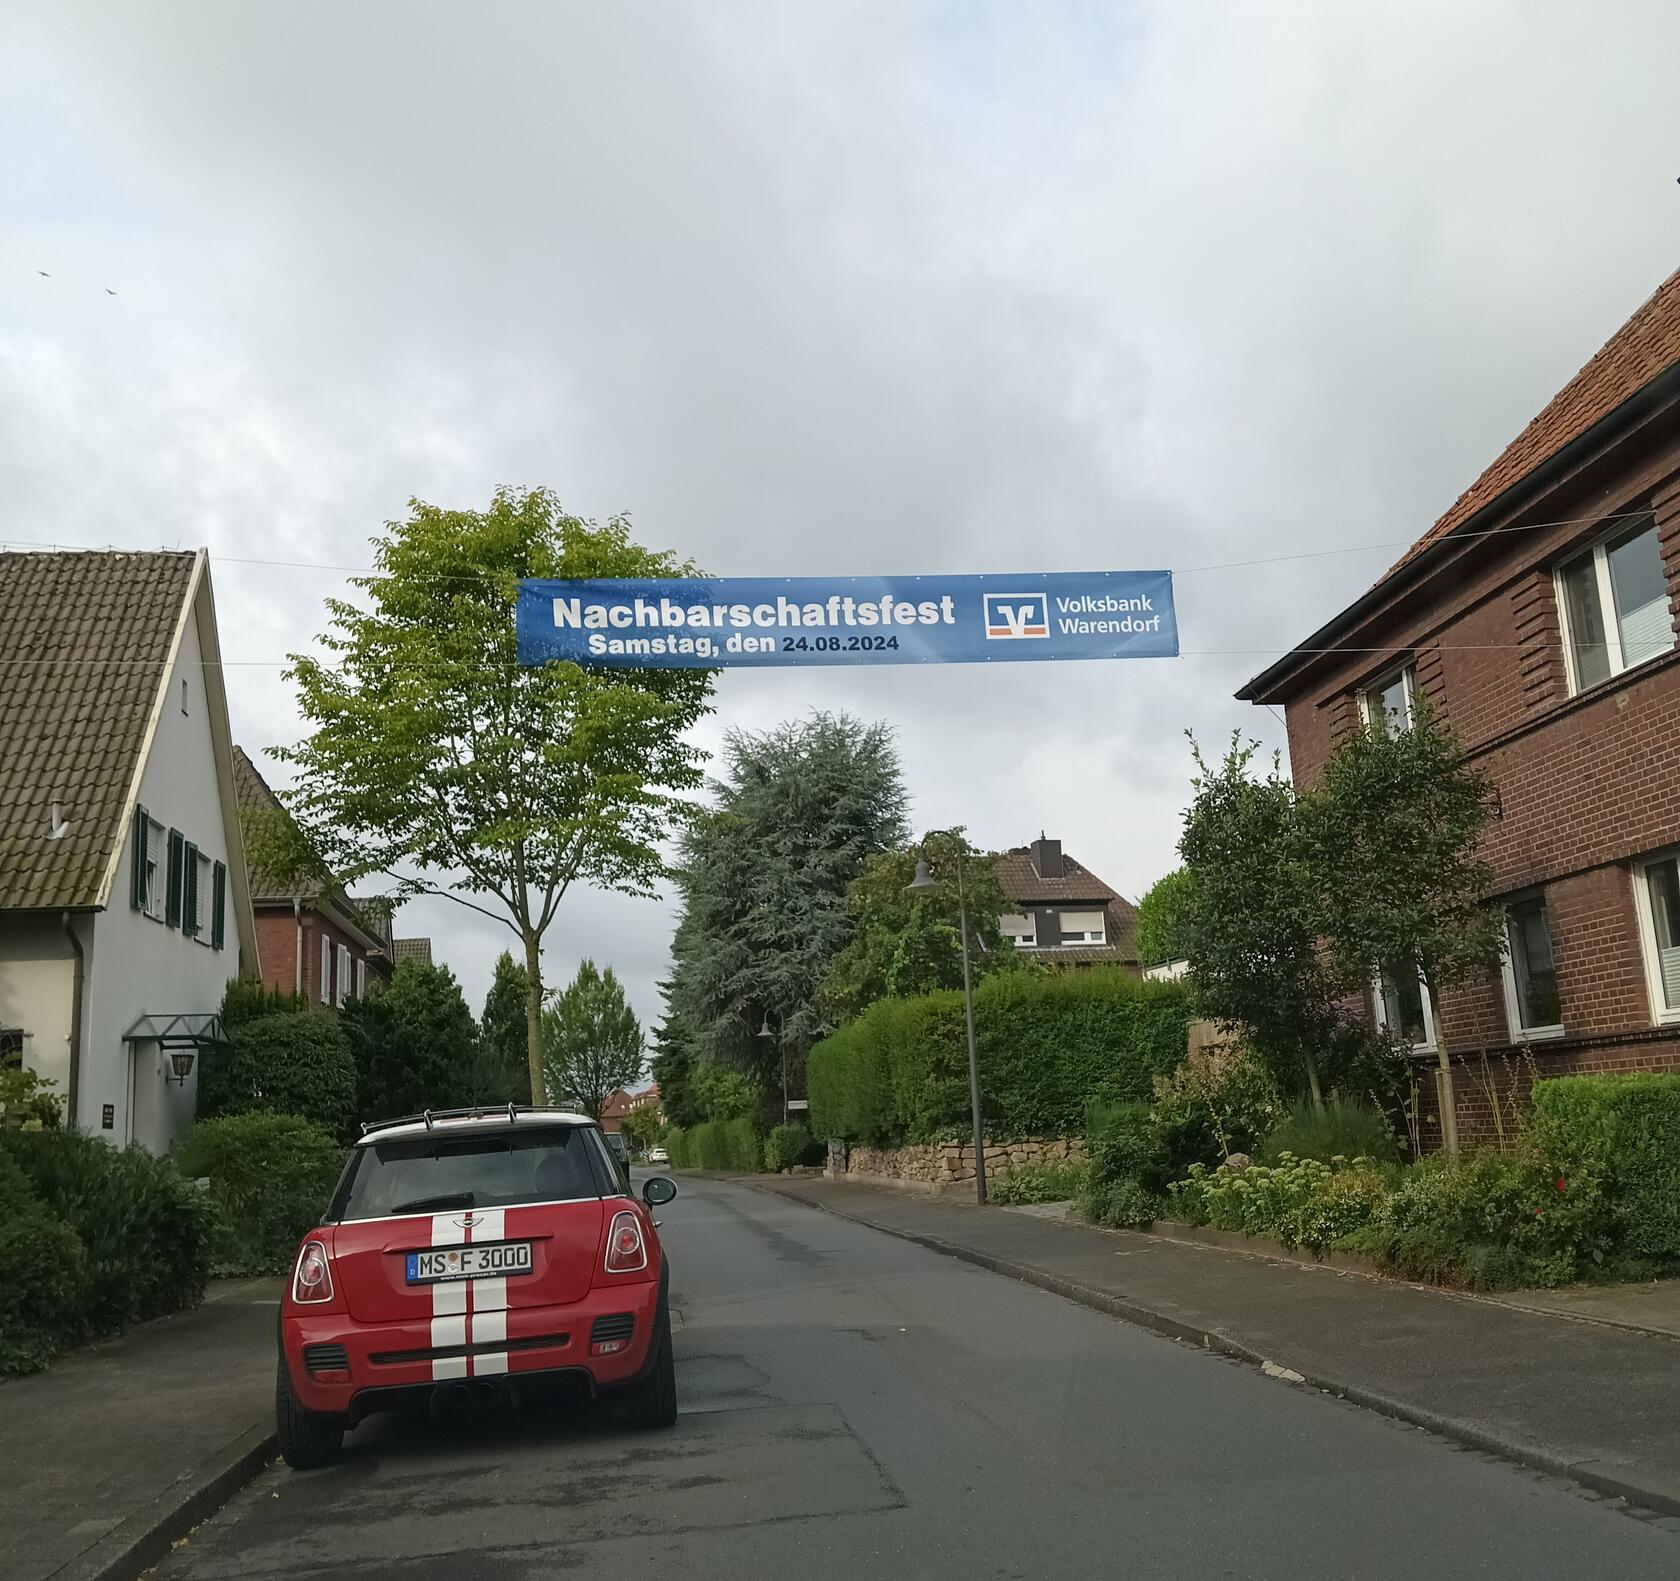 Nachbarschaftsfest
Samstag, den 24.08.2024
Volksbank
Warendorf
MS F 3000